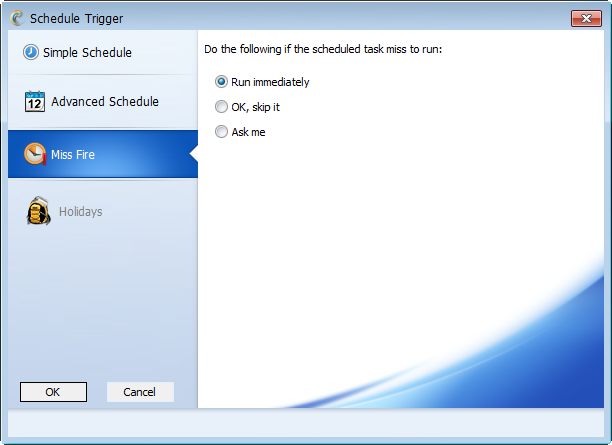 Schedule Trigger
Simple Schedule
12
Advanced Schedule
Miss Fire
Holidays
Do the following if the scheduled task miss to run:
Run immediately
OK, skip it
Ask me
OK
Cancel